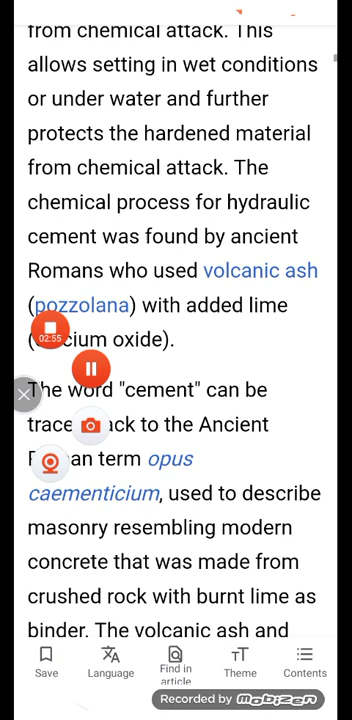 from chemical attack. This
allows setting in wet conditions
or under water and further
protects the hardened material
from chemical attack. The
chemical process for hydraulic
cement was found by ancient
Romans who used volcanic ash
(pozzolana) with added lime
cium oxide).
02:55
The word "cement" can be
trace ck to the Ancient
an term opus
caementicium, used to describe
masonry resembling modern
concrete that was made from
crushed rock with burnt lime as
binder. The volcanic ash and
Save
Language
Find in
article
Theme
Contents
Recorded by mobizen